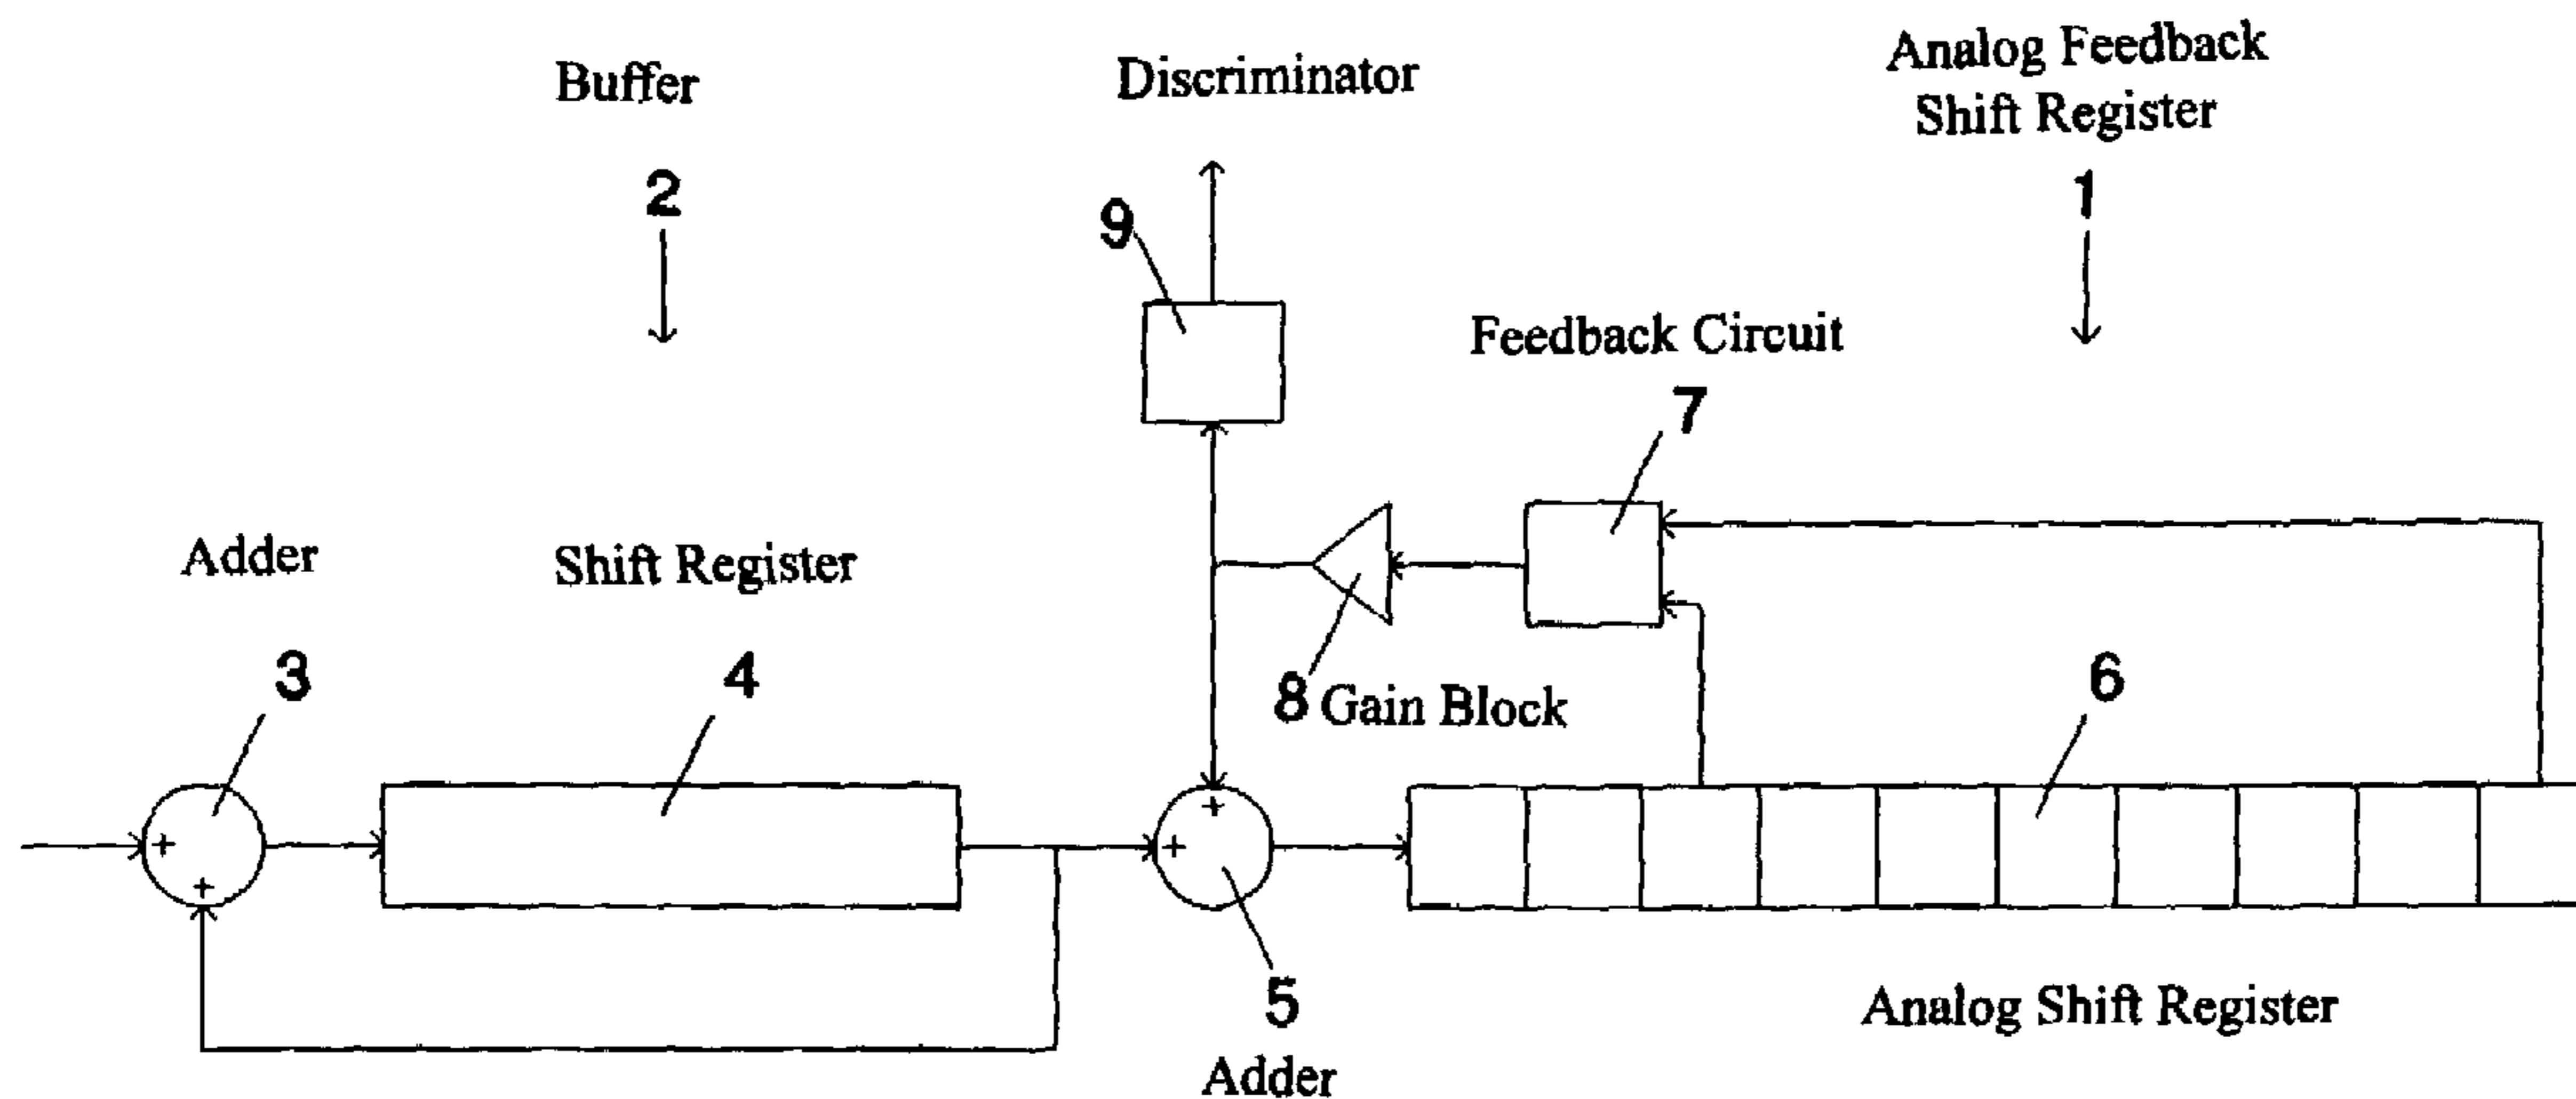 Buffer
2
Discriminator
Analog Feedback
Shift Register
1
9
Feedback Circuit
7
Adder
3
Shift Register
4
8 Gain Block
6
+
+
+
+
5
Adder
Analog Shift Register